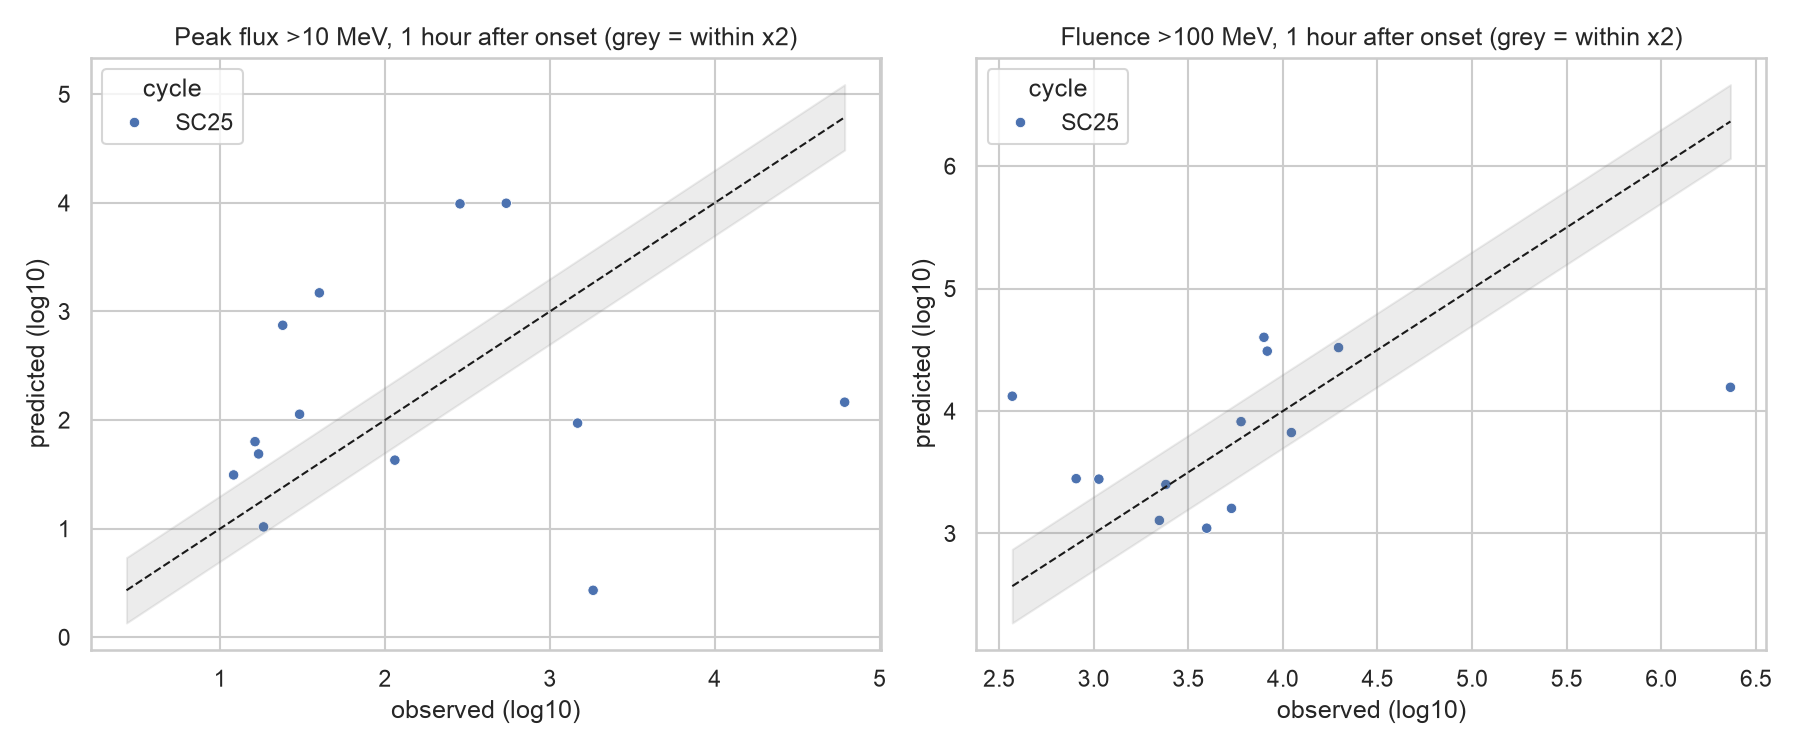 Peak flux >10 MeV, 1 hour after onset (grey = within x2)
cycle
SC25
5
4
3
2
1
0
predicted (log10)
1 2 3 4 5
observed (log10)
Fluence >100 MeV, 1 hour after onset (grey = within x2)
cycle
SC25
6
5
4
3
predicted (log10)
2.5 3.0 3.5 4.0 4.5 5.0 5.5 6.0 6.5
observed (log10)